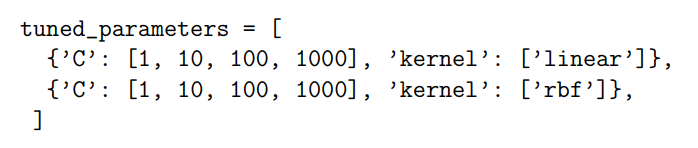 tuned_parameters = [
{’C’: [1, 10, 100, 1000], ’kernel’: [’linear’]},
{’C’: [1, 10, 100, 1000], ’kernel’: [’rbf’]},
]